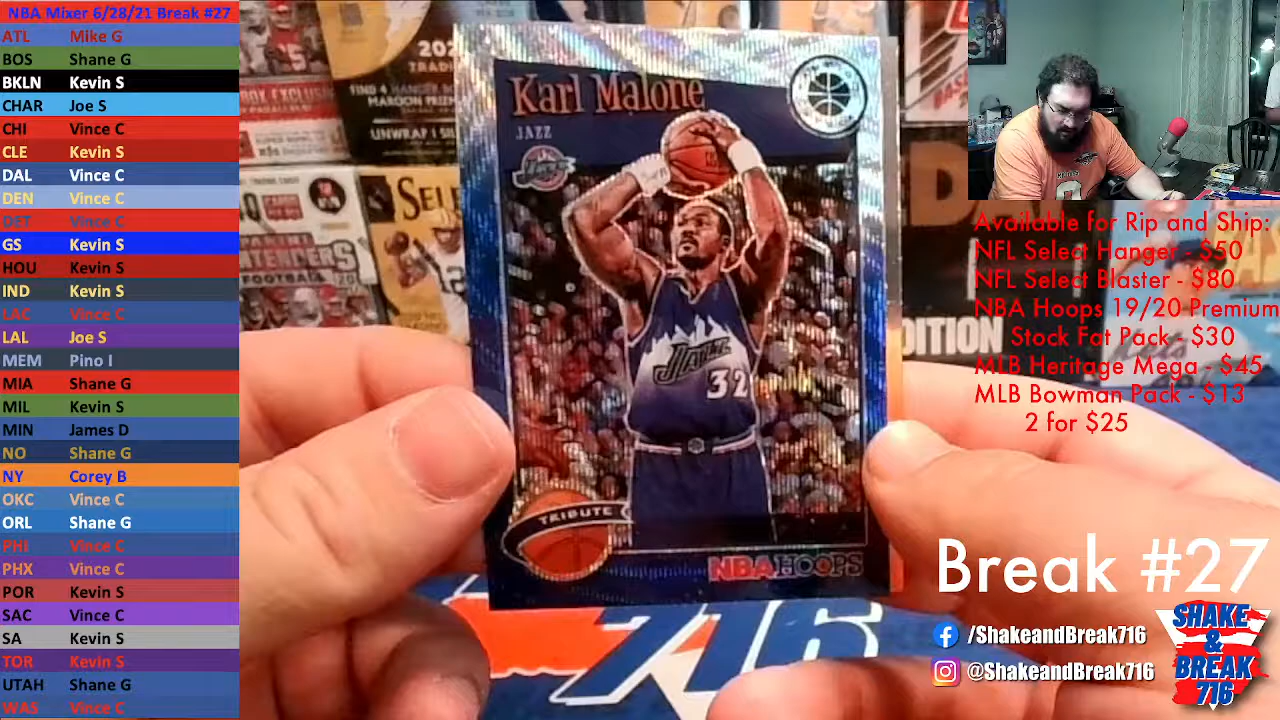 NBA Mixer 6/28/21 Break #27
ATL Mike G
BOS Shane G
BKLN Kevin S
CHAR Joe S
CHI Vince C
CLE Kevin S
DAL Vince C
DEN Vince C
DET Vince C
GS Kevin S
HOU Kevin S
IND Kevin S
LAC Vince C
LAL Joe S
MEM Pino I
MIA Shane G
MIL Kevin S
MIN James D
NO Shane G
NY Corey B
OKC Vince C
ORL Shane G
PHI Vince C
PHX Vince C
POR Kevin S
SAC Vince C
SA Kevin S
TOR Kevin S
UTAH Shane G
WAS Vince C
Karl Malone
JAZZ
Jazz
32
TRIBUTE
NBA HOOPS
716
Available for Rip and Ship:
NFL Select Hanger - $50
NFL Select Blaster - $80
NBA Hoops 19/20 Premium
Stock Fat Pack - $30
MLB Heritage Mega - $45
MLB Bowman Pack - $13
2 for $25
Break #27
/ShakeandBreak716
@ShakeandBreak716
SHAKE
&
BREAK
716